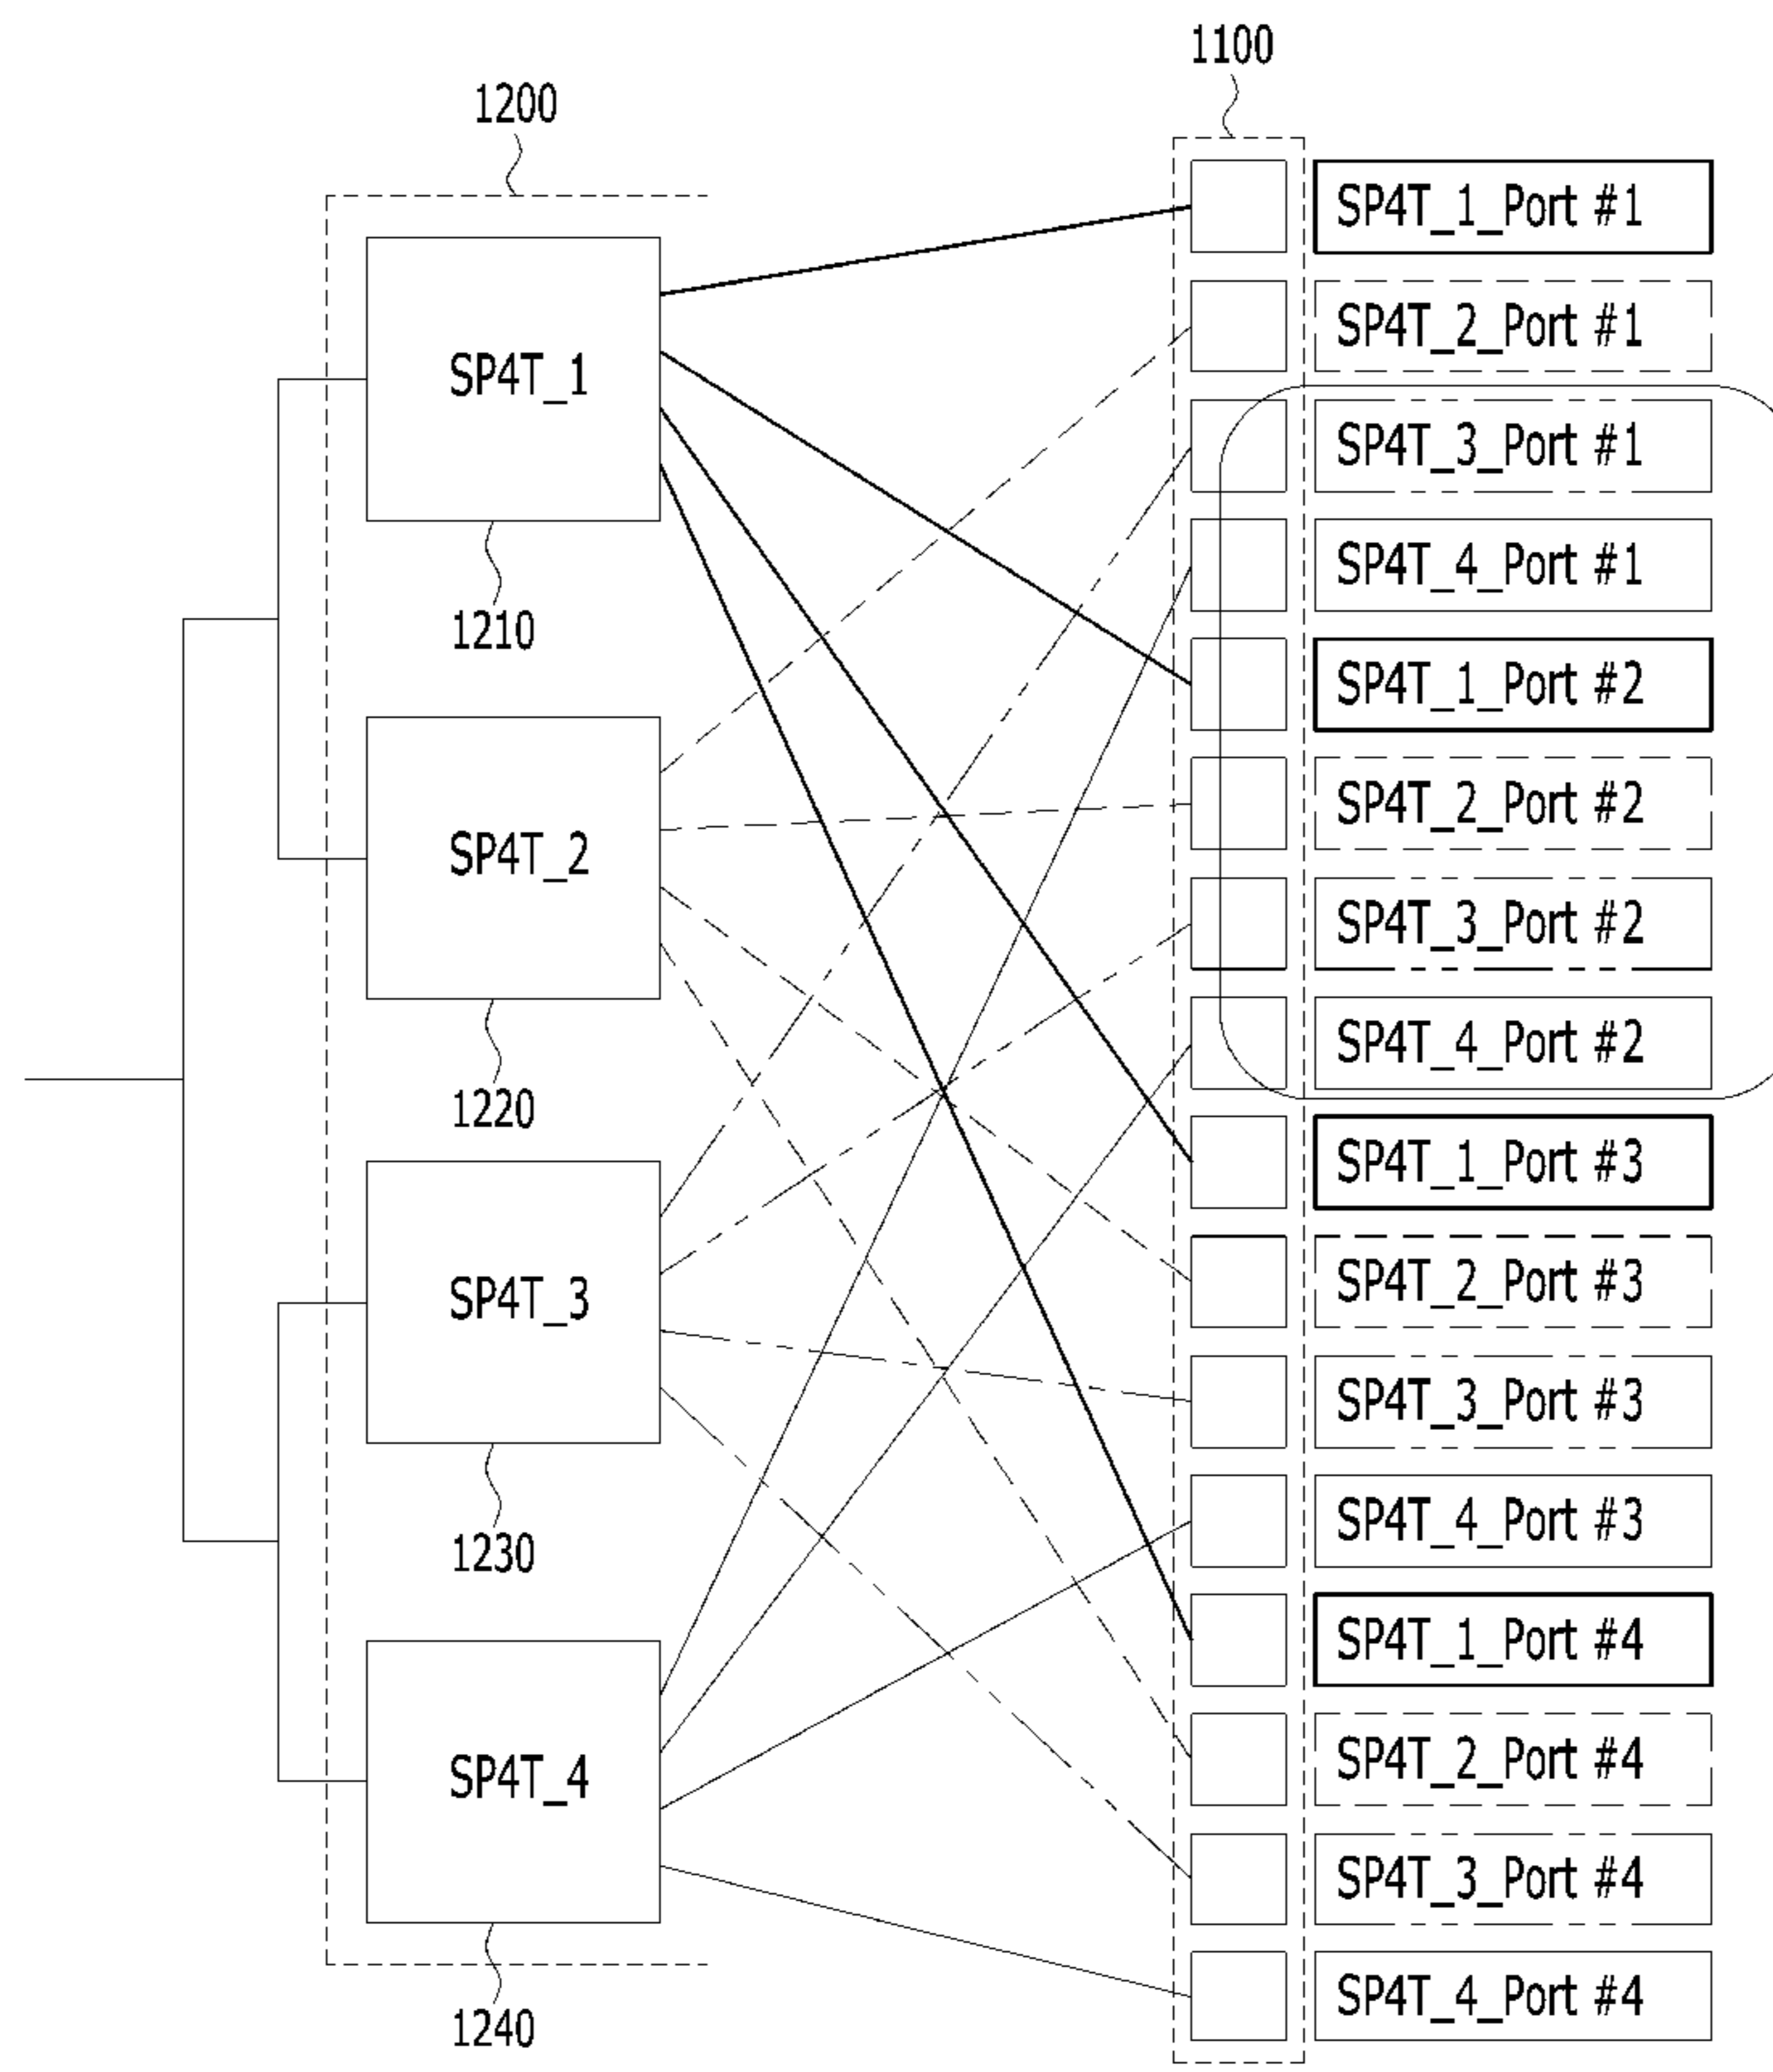 1100
1200
SP4T_1_Port #1
SP4T_2_Port #1
SP4T_1
SP4T_3_Port #1
SP4T_4_Port #1
1210
SP4T_1_Port #2
SP4T_2_Port #2
SP4T_2
SP4T_3_Port #2
SP4T_4_Port #2
1220
SP4T_1_Port #3
SP4T_2_Port #3
SP4T_3
SP4T_3_Port #3
SP4T_4_Port #3
1230
SP4T_1_Port #4
SP4T_2_Port #4
SP4T_4
SP4T_3_Port #4
SP4T_4_Port #4
1240